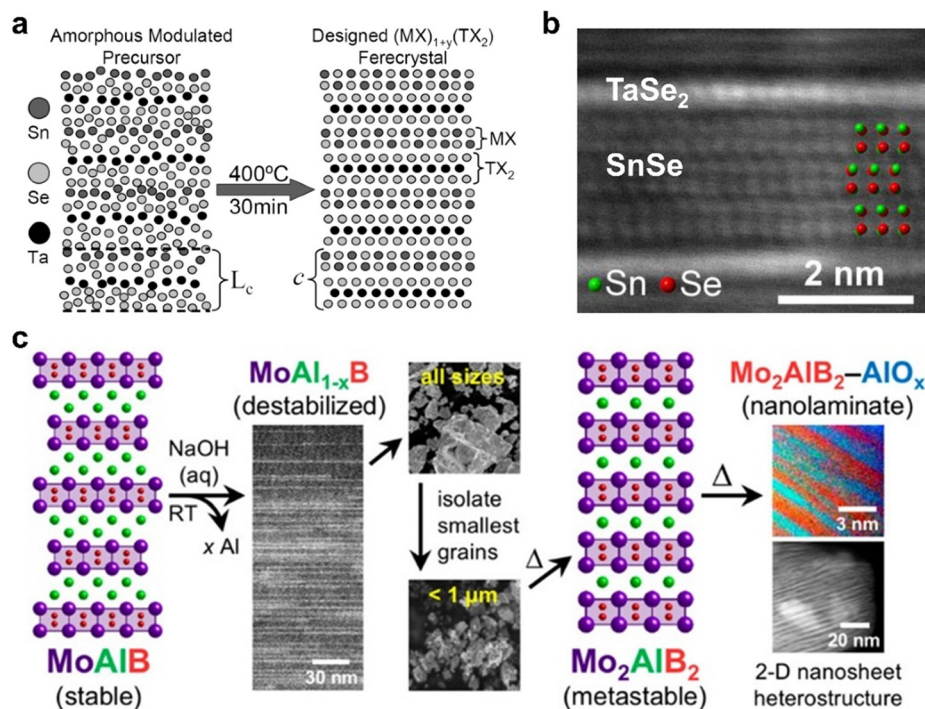 a
Amorphous Modulated
Precursor
Designed (MX)₁₊ᵧ(TX₂)
Ferecrystal
Sn
Se
Ta
400ºC
30min
MX
TX₂
L_c
c
b
TaSe₂
SnSe
Sn Se
2 nm
c
MoAlB
(stable)
NaOH
(aq)
RT
x Al
MoAl₁₋ₓB
(destabilized)
30 nm
all sizes
isolate
smallest
grains
< 1 μm
Δ
Mo₂AlB₂
(metastable)
Δ
Mo₂AlB₂–AlOₓ
(nanolaminate)
3 nm
20 nm
2-D nanosheet
heterostructure